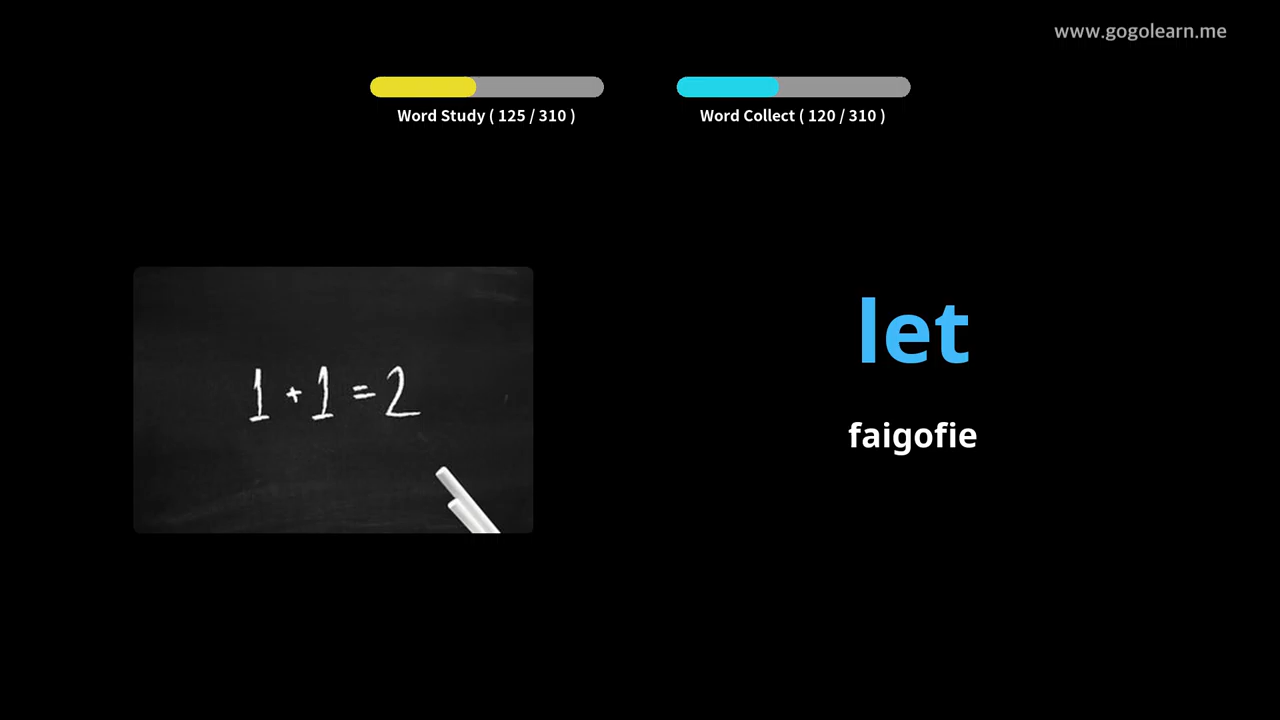 www.gogolearn.me
Word Study ( 125 / 310 )
Word Collect ( 120 / 310 )
1 + 1 = 2
let
faigofie